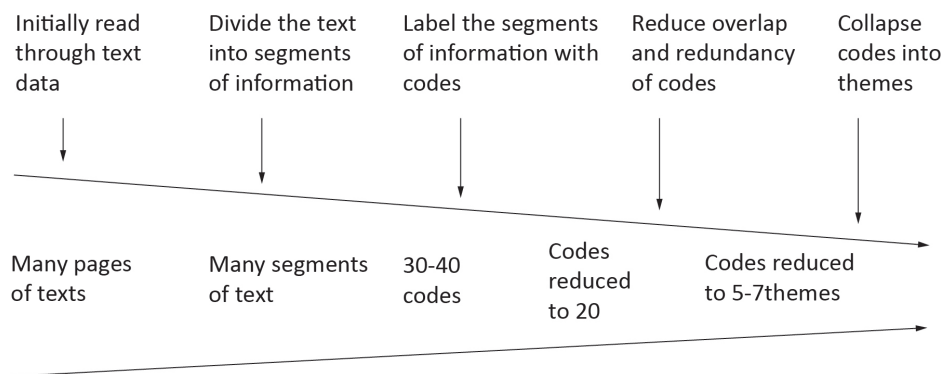 Initially read
through text
data
Divide the text
into segments
of information
Label the segments
of information with
codes
Reduce overlap
and redundancy
of codes
Collapse
codes into
themes
Many pages
of texts
Many segments
of text
30-40
codes
Codes
reduced
to 20
Codes reduced
to 5-7themes